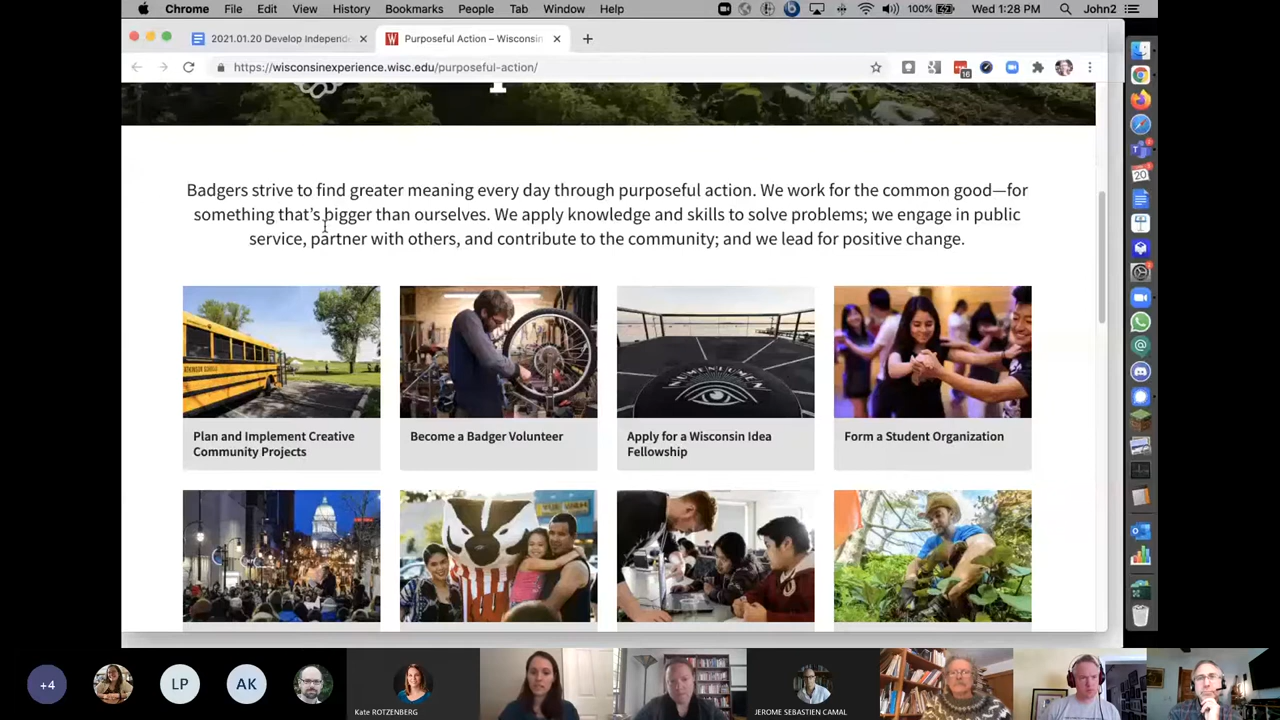 Chrome File Edit View History Bookmarks People Tab Window Help 100% Wed 1:28 PM John2
2021.01.20 Develop Independ
Purposeful Action – Wisconsin
https://wisconsinexperience.wisc.edu/purposeful-action/
16
Badgers strive to find greater meaning every day through purposeful action. We work for the common good—for
something that's bigger than ourselves. We apply knowledge and skills to solve problems; we engage in public
service, partner with others, and contribute to the community; and we lead for positive change.
Plan and Implement Creative
Community Projects
Become a Badger Volunteer
Apply for a Wisconsin Idea
Fellowship
Form a Student Organization
20
+4
LP
AK
Kate ROTZENBERG
JEROME SEBASTIEN CAMAL